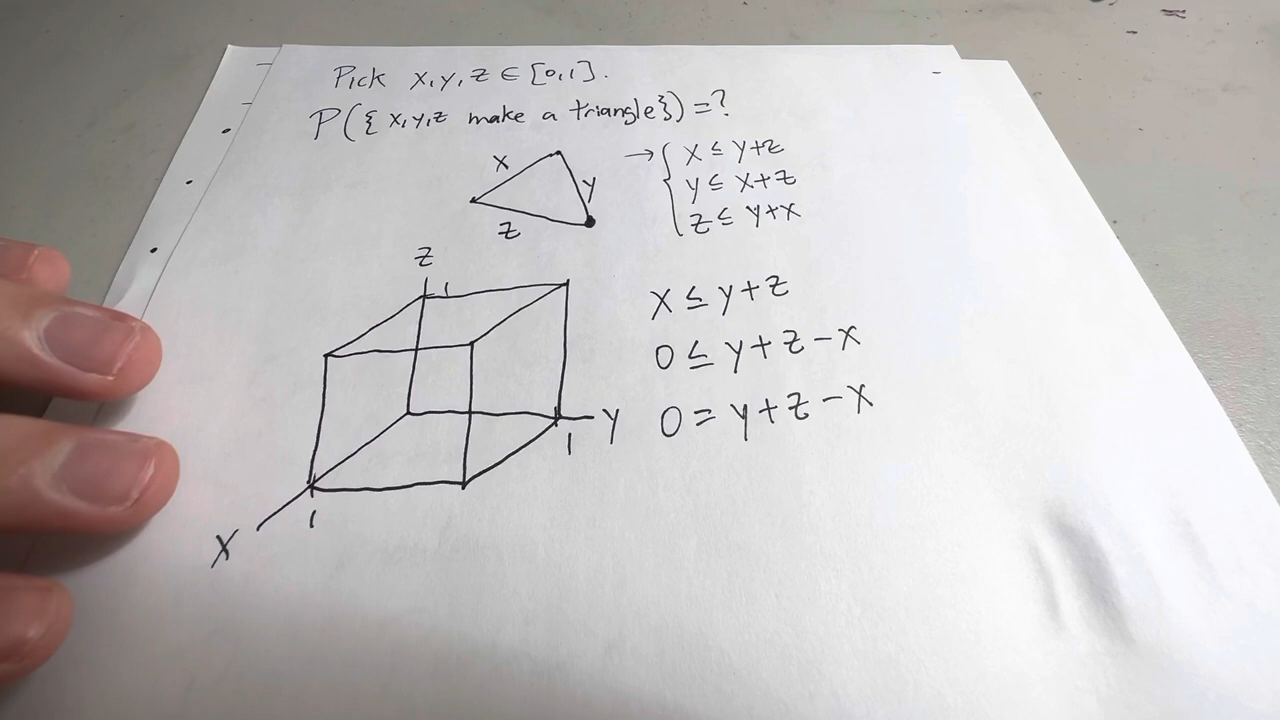 Pick x,y,z ∈ [0,1].
P({x,y,z make a triangle}) = ?
→ { x ≤ y+z
y ≤ x+z
z ≤ y+x
x
y
z
z
1
x ≤ y+z
0 ≤ y+z-x
0 = y+z-x
y
1
1
x